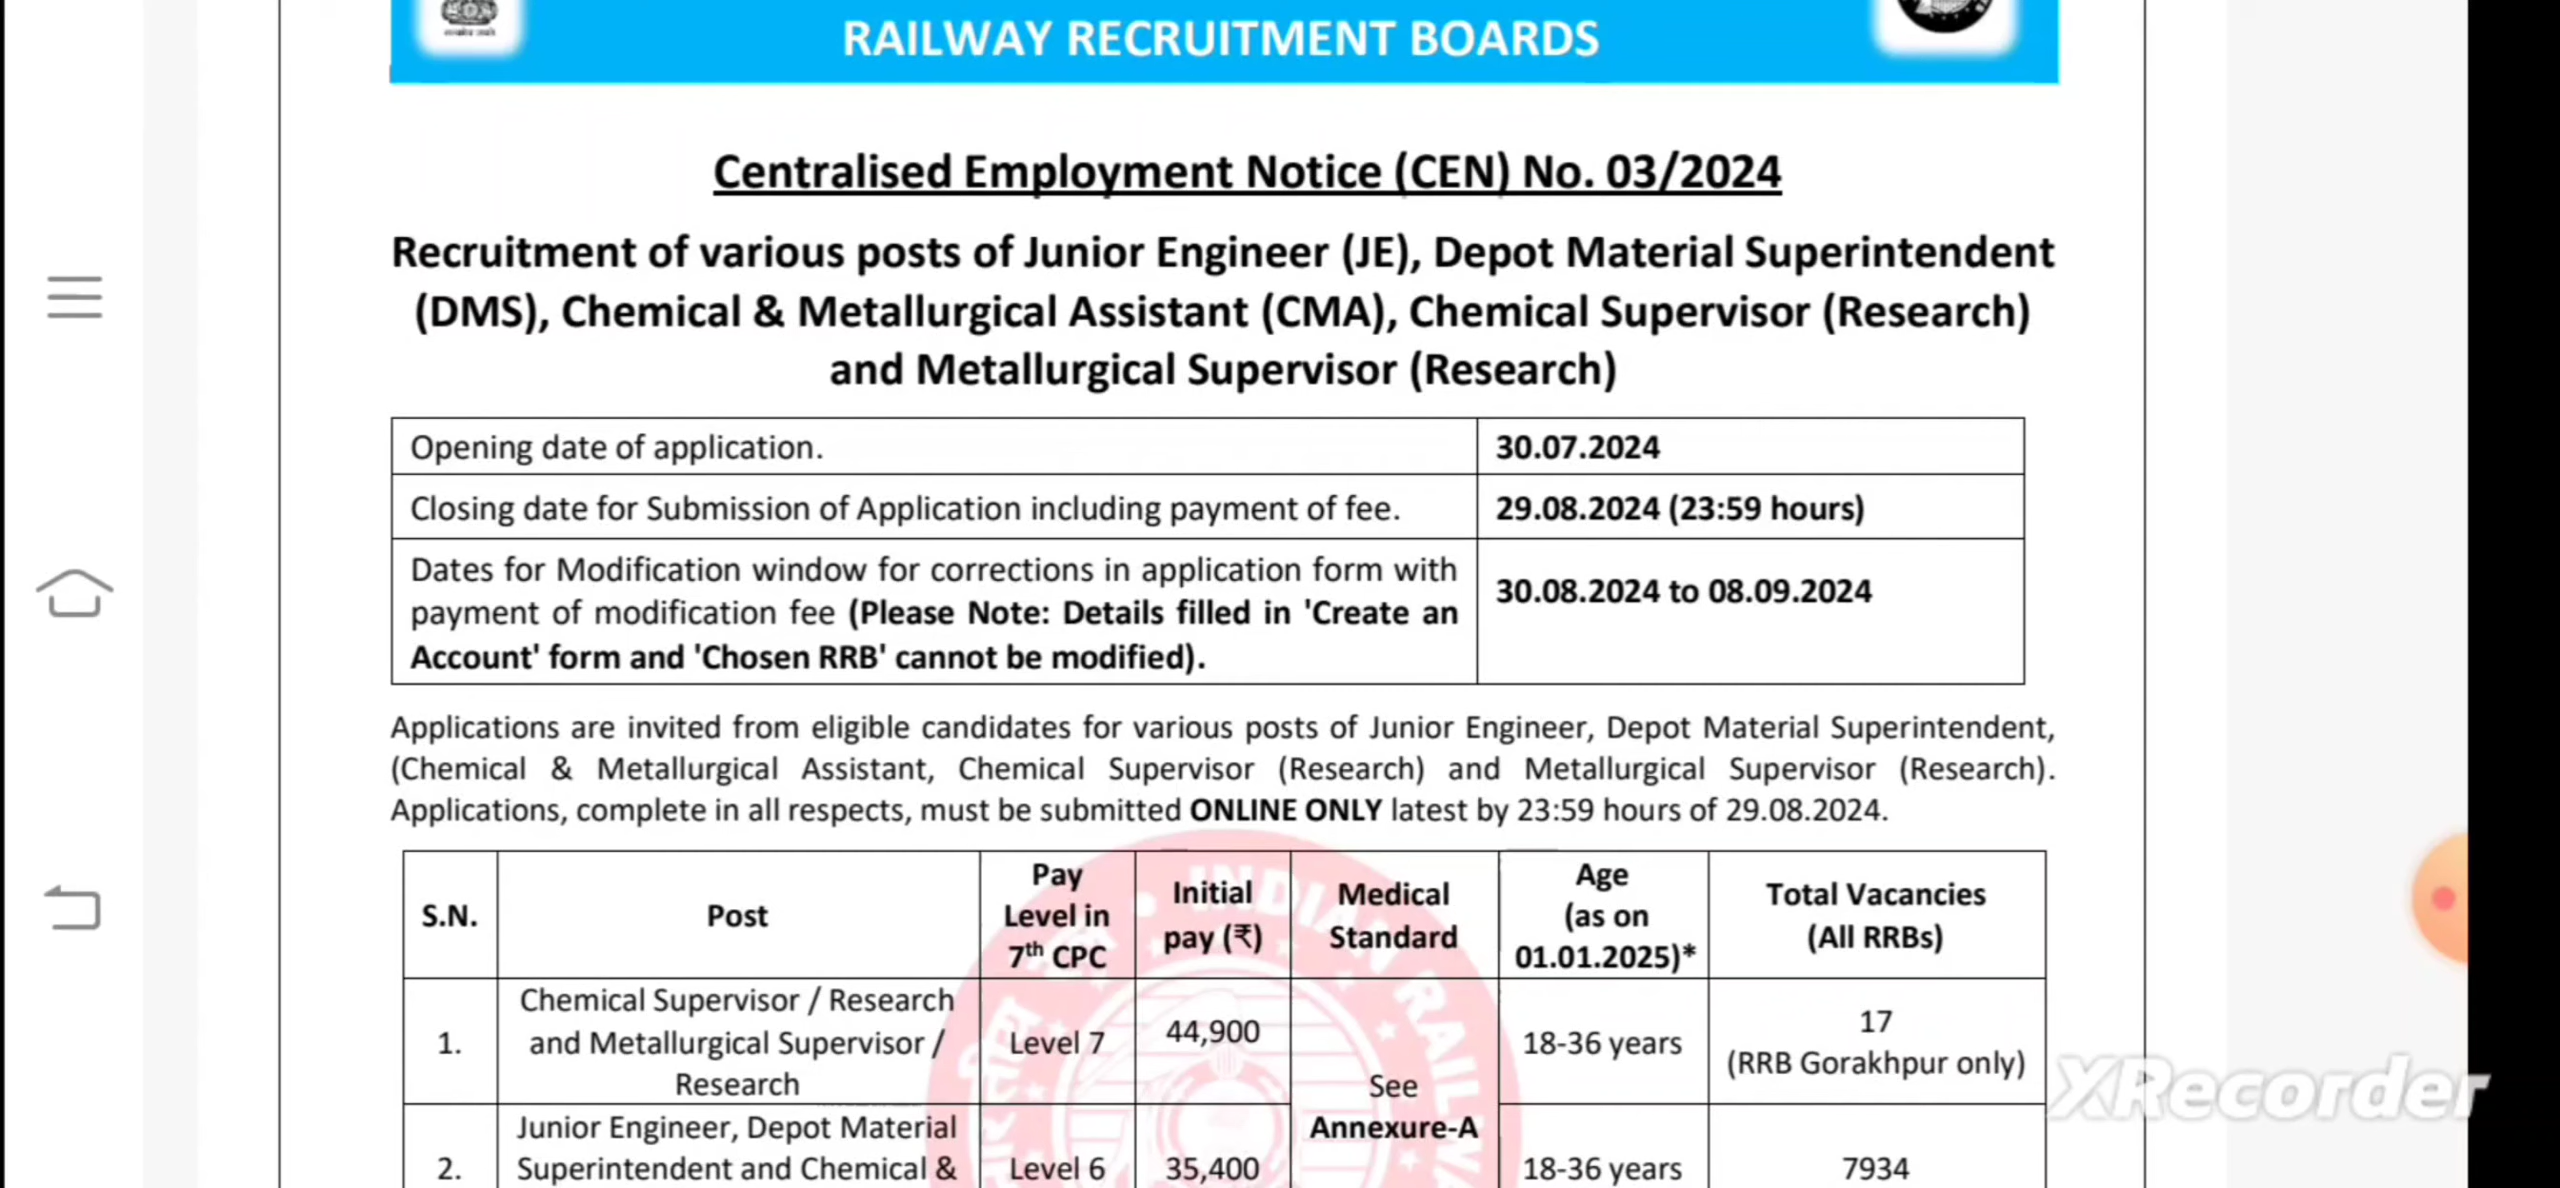 RAILWAY RECRUITMENT BOARDS
Centralised Employment Notice (CEN) No. 03/2024
Recruitment of various posts of Junior Engineer (JE), Depot Material Superintendent
(DMS), Chemical & Metallurgical Assistant (CMA), Chemical Supervisor (Research)
and Metallurgical Supervisor (Research)
Opening date of application. 30.07.2024
Closing date for Submission of Application including payment of fee. 29.08.2024 (23:59 hours)
Dates for Modification window for corrections in application form with
payment of modification fee (Please Note: Details filled in 'Create an
Account' form and 'Chosen RRB' cannot be modified).
30.08.2024 to 08.09.2024
Applications are invited from eligible candidates for various posts of Junior Engineer, Depot Material Superintendent,
(Chemical & Metallurgical Assistant, Chemical Supervisor (Research) and Metallurgical Supervisor (Research).
Applications, complete in all respects, must be submitted ONLINE ONLY latest by 23:59 hours of 29.08.2024.
S.N.
Post
Pay
Level in
7th CPC
Initial
pay (₹)
Medical
Standard
Age
(as on
01.01.2025)*
Total Vacancies
(All RRBs)
1.
Chemical Supervisor / Research
and Metallurgical Supervisor /
Research
Level 7
44,900
See
Annexure-A
18-36 years
17
(RRB Gorakhpur only)
2.
Junior Engineer, Depot Material
Superintendent and Chemical &
Level 6
35,400
18-36 years
7934
INDIAN RAILWAY
XRecorder